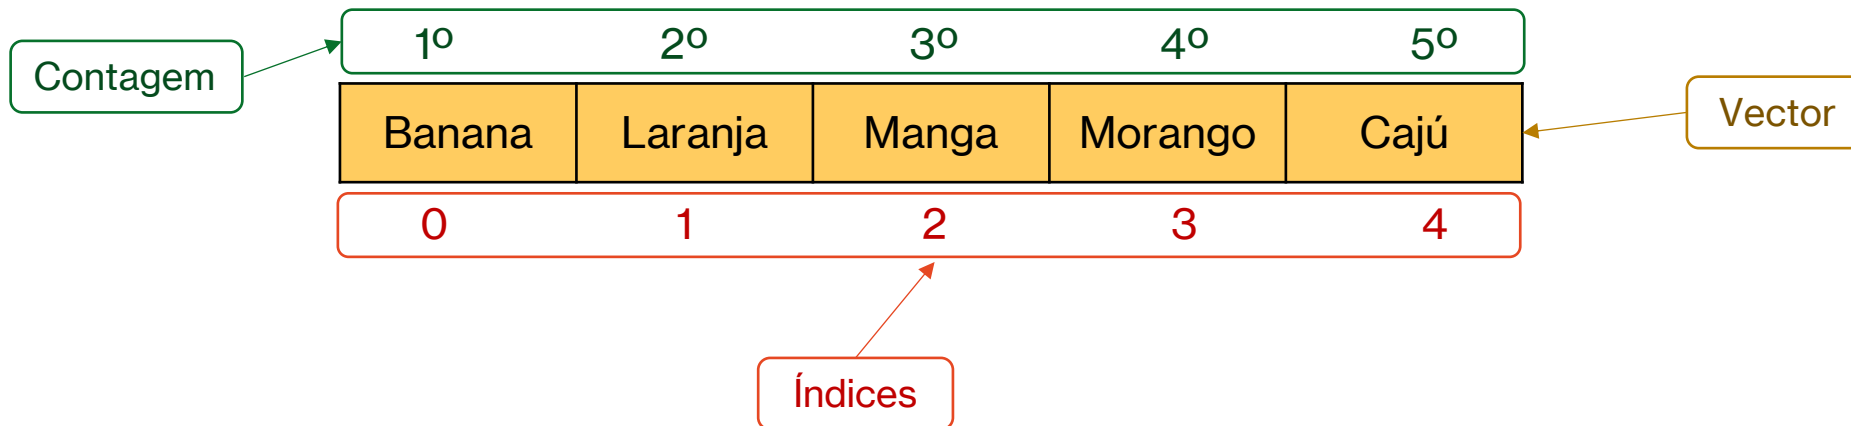 1º 2º 3º 4º 5º
Contagem
Banana Laranja Manga Morango Cajú
Vector
0 1 2 3 4
Índices